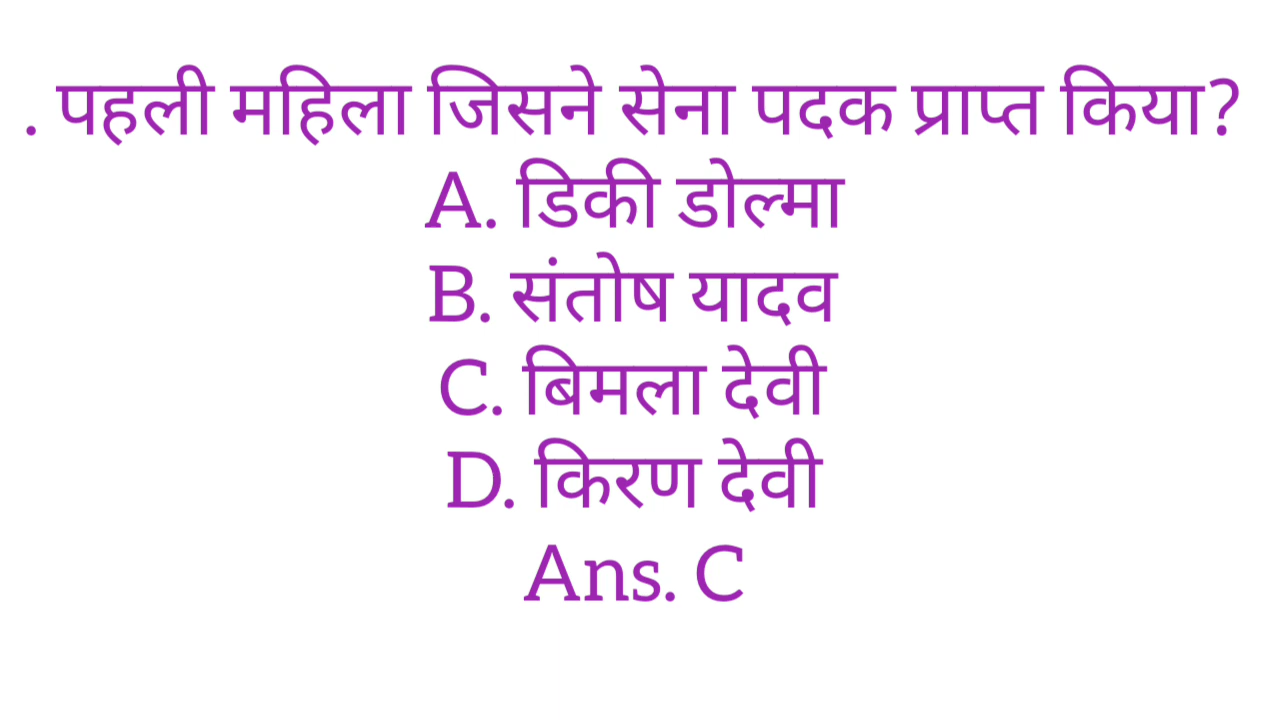 . पहली महिला जिसने सेना पदक प्राप्त किया?
A. डिकी डोल्मा
B. संतोष यादव
C. बिमला देवी
D. किरण देवी
Ans. C